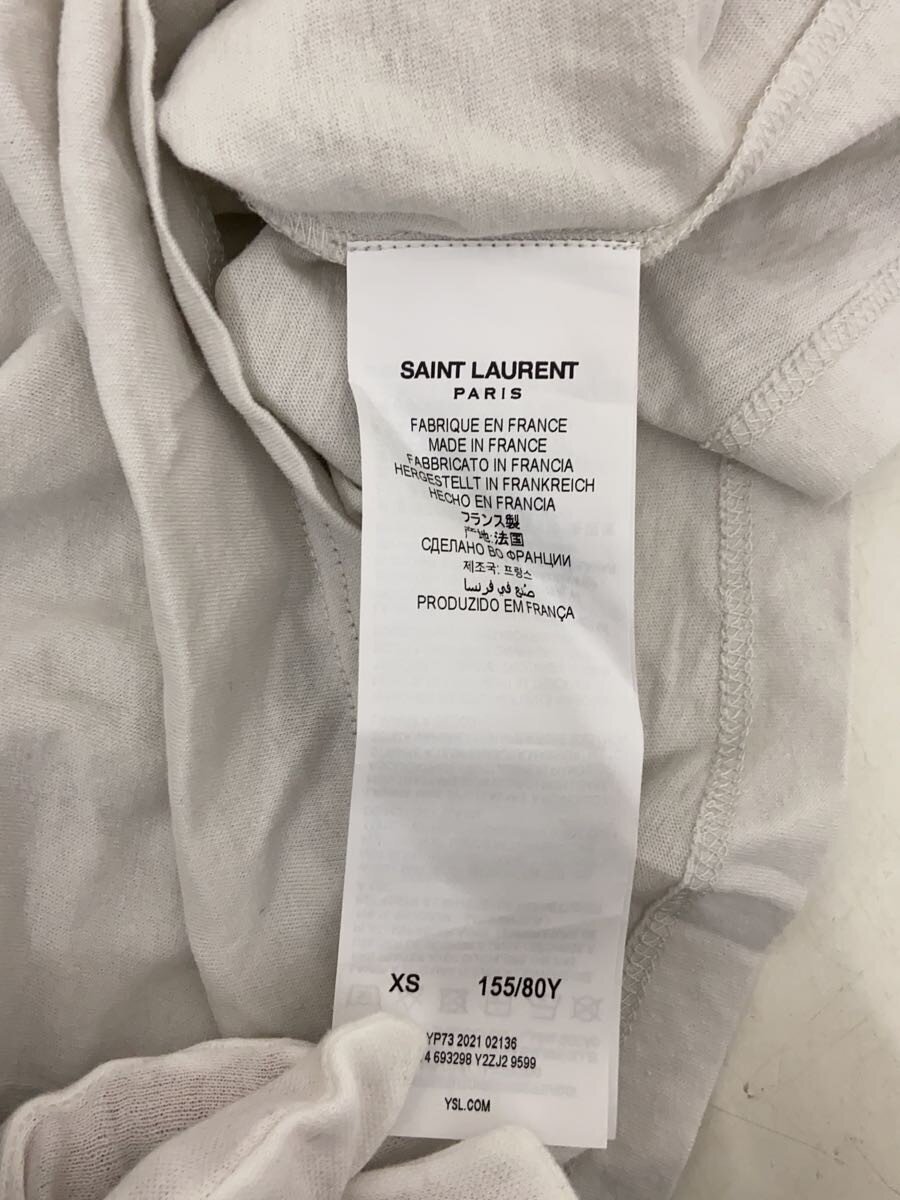 SAINT LAURENT
PARIS
FABRIQUE EN FRANCE
MADE IN FRANCE
FABBRICATO IN FRANCIA
HERGESTELLT IN FRANKREICH
HECHO EN FRANCIA
フランス製
产地:法国
СДЕЛАНО ВО ФРАНЦИИ
제조국: 프랑스
صُنع في فرنسا
PRODUZIDO EM FRANÇA
XS 155/80Y
YP73 2021 02136
4 693298 Y2ZJ2 9599
YSL.COM